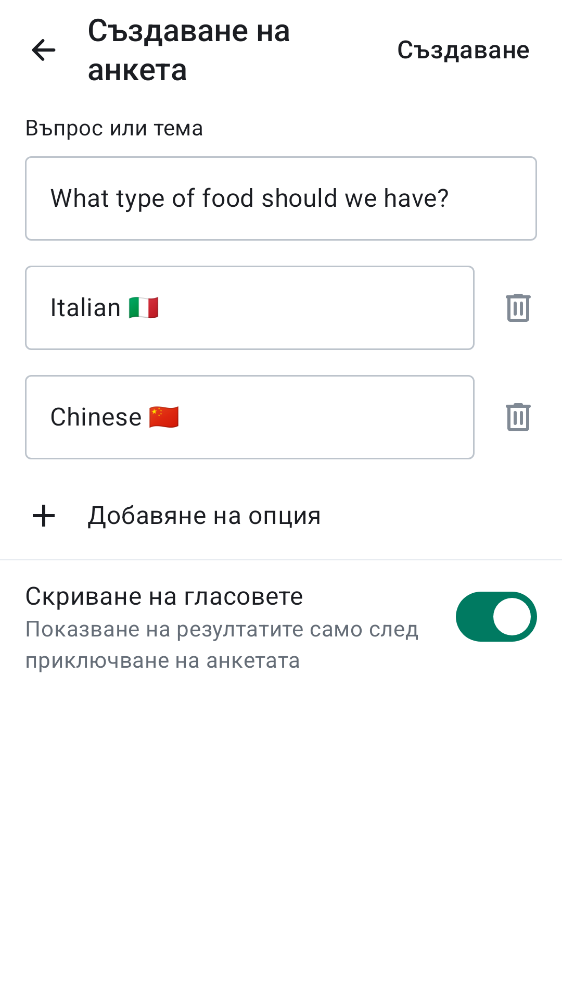 Създаване на
анкета
Създаване
Въпрос или тема
What type of food should we have?
Italian 🇮🇹
Chinese 🇨🇳
Добавяне на опция
Скриване на гласовете
Показване на резултатите само след
приключване на анкетата